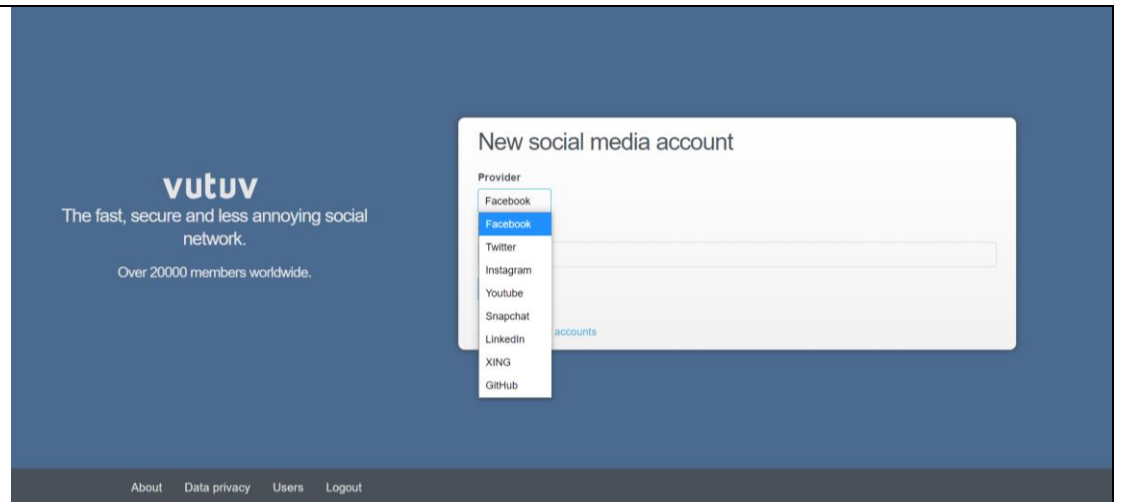 vutuv
The fast, secure and less annoying social
network.
Over 20000 members worldwide.
New social media account
Provider
Facebook
Facebook
Twitter
Instagram
Youtube
Snapchat
LinkedIn
XING
GitHub
accounts
About Data privacy Users Logout